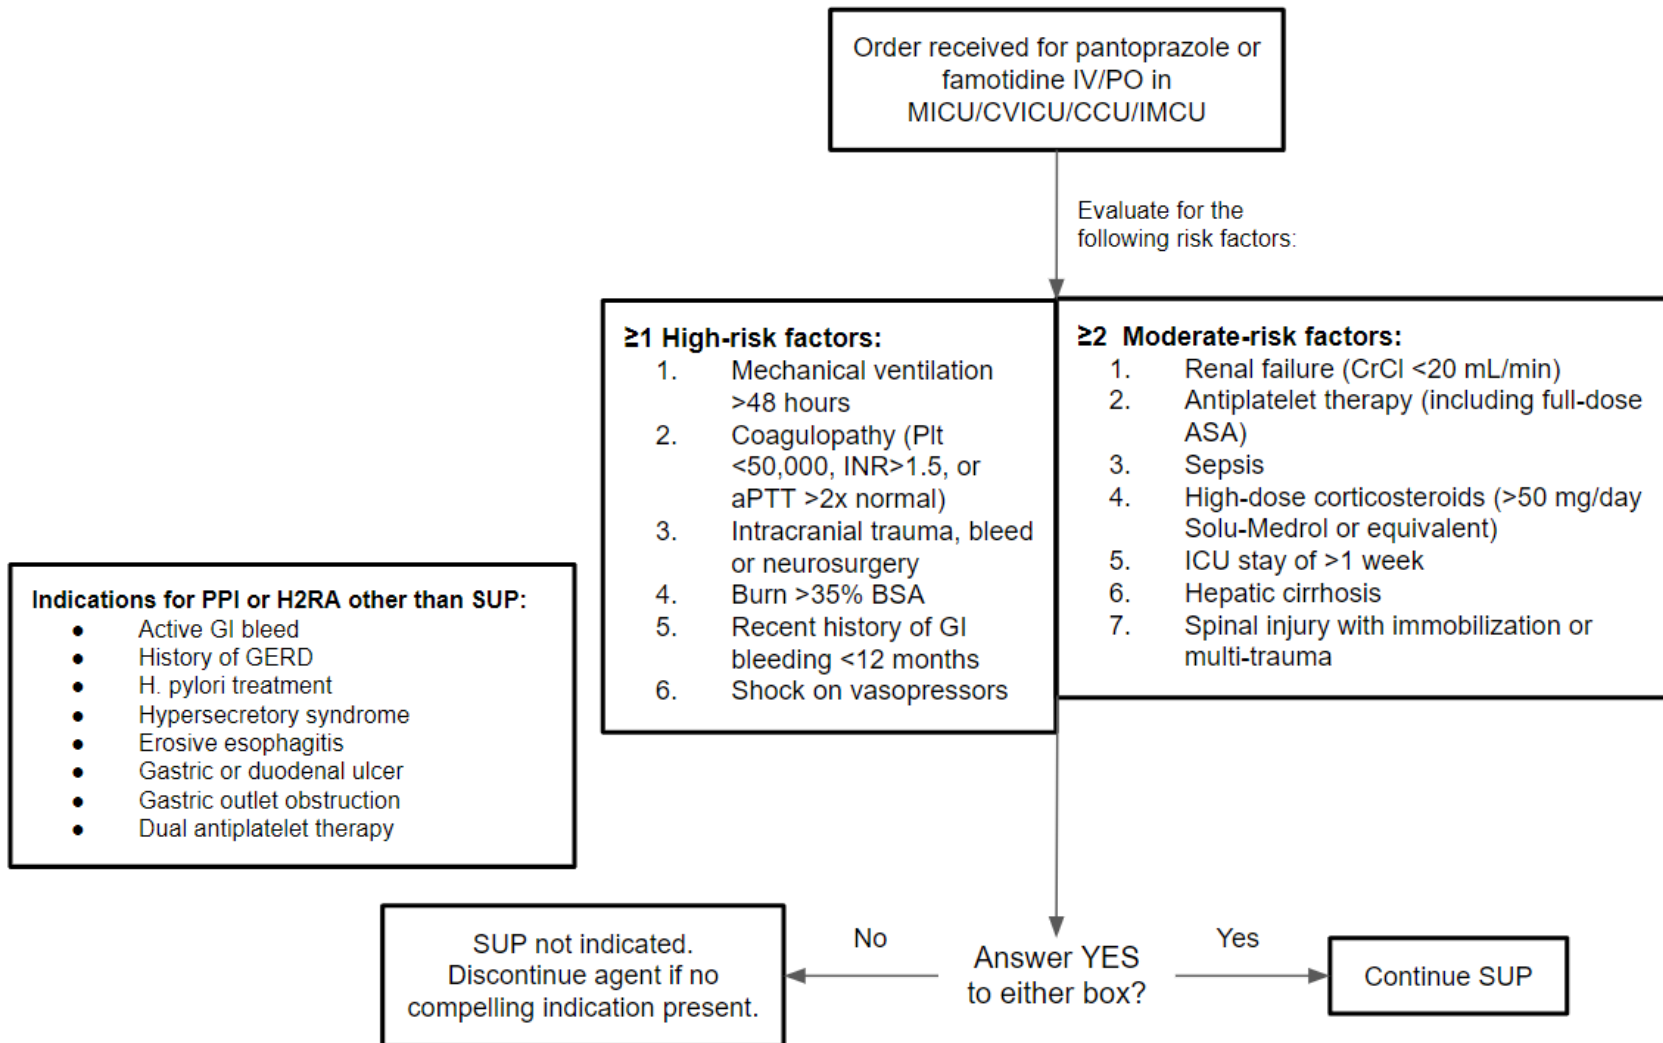 Order received for pantoprazole or
famotidine IV/PO in
MICU/CVICU/CCU/IMCU
Evaluate for the
following risk factors:
≥1 High-risk factors:
1. Mechanical ventilation
>48 hours
2. Coagulopathy (Plt
<50,000, INR>1.5, or
aPTT >2x normal)
3. Intracranial trauma, bleed
or neurosurgery
4. Burn >35% BSA
5. Recent history of GI
bleeding <12 months
6. Shock on vasopressors
≥2 Moderate-risk factors:
1. Renal failure (CrCl <20 mL/min)
2. Antiplatelet therapy (including full-dose
ASA)
3. Sepsis
4. High-dose corticosteroids (>50 mg/day
Solu-Medrol or equivalent)
5. ICU stay of >1 week
6. Hepatic cirrhosis
7. Spinal injury with immobilization or
multi-trauma
Indications for PPI or H2RA other than SUP:
● Active GI bleed
● History of GERD
● H. pylori treatment
● Hypersecretory syndrome
● Erosive esophagitis
● Gastric or duodenal ulcer
● Gastric outlet obstruction
● Dual antiplatelet therapy
SUP not indicated.
Discontinue agent if no
compelling indication present.
No
Answer YES
to either box?
Yes
Continue SUP